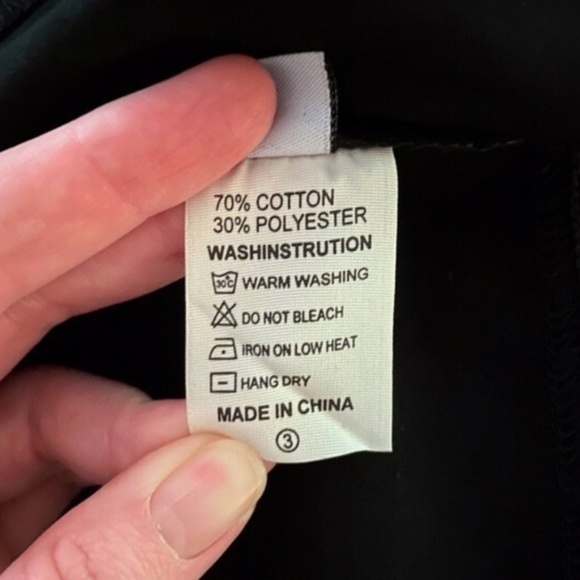 70% COTTON
30% POLYESTER
WASHINSTRUTION
30°C WARM WASHING
DO NOT BLEACH
IRON ON LOW HEAT
HANG DRY
MADE IN CHINA
3